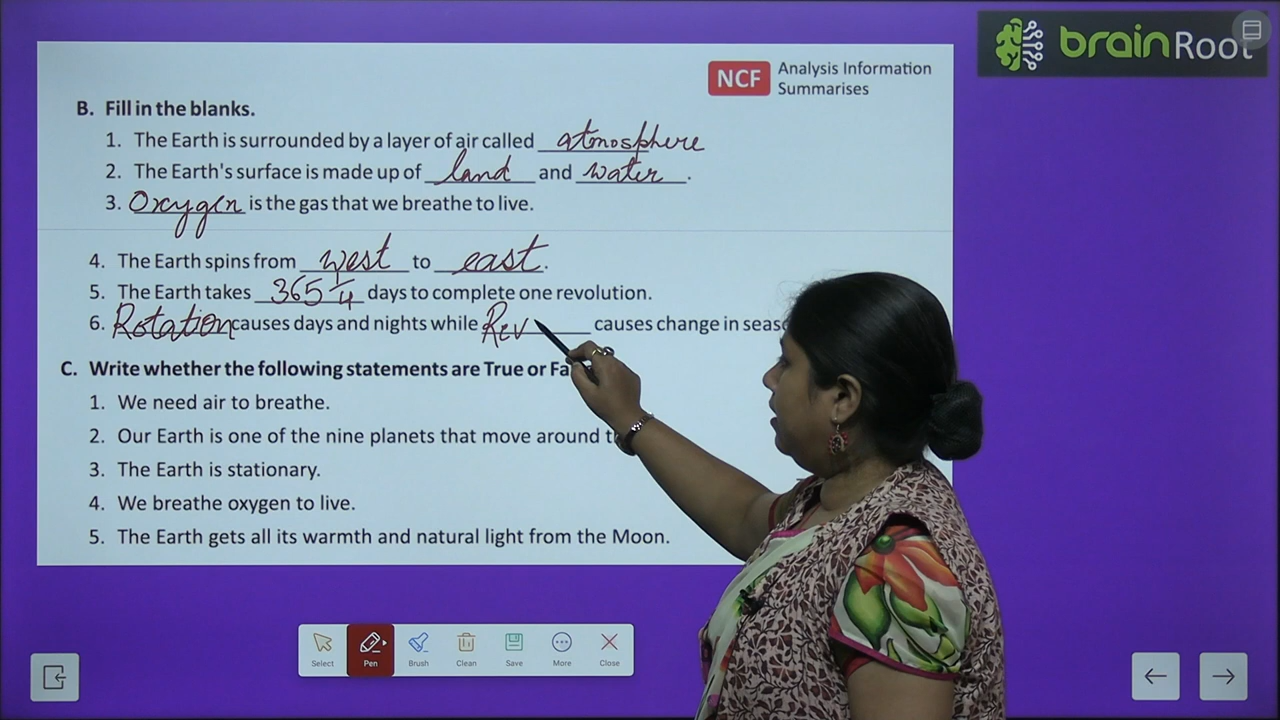 brainRoot
NCF Analysis Information
Summarises
B. Fill in the blanks.
1. The Earth is surrounded by a layer of air called atmosphere
2. The Earth's surface is made up of land and water.
3. Oxygen is the gas that we breathe to live.
4. The Earth spins from west to east.
5. The Earth takes 365 1/4 days to complete one revolution.
6. Rotation causes days and nights while Rev causes change in seas
C. Write whether the following statements are True or Fa
1. We need air to breathe.
2. Our Earth is one of the nine planets that move around t
3. The Earth is stationary.
4. We breathe oxygen to live.
5. The Earth gets all its warmth and natural light from the Moon.
Select Pen Brush Clean Save More Close